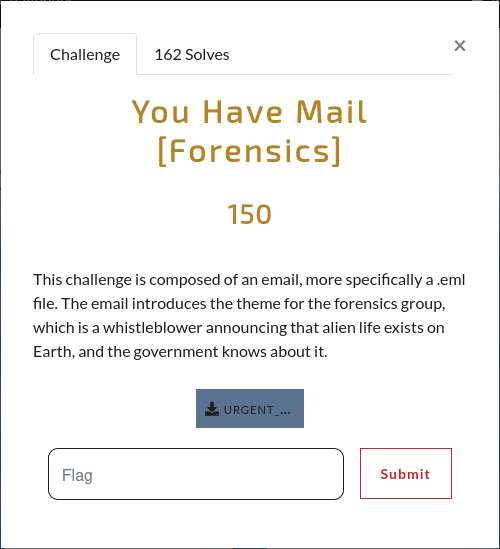 Challenge
162 Solves
×
You Have Mail
[Forensics]
150
This challenge is composed of an email, more specifically a .eml
file. The email introduces the theme for the forensics group,
which is a whistleblower announcing that alien life exists on
Earth, and the government knows about it.
URGENT_...
Flag
Submit